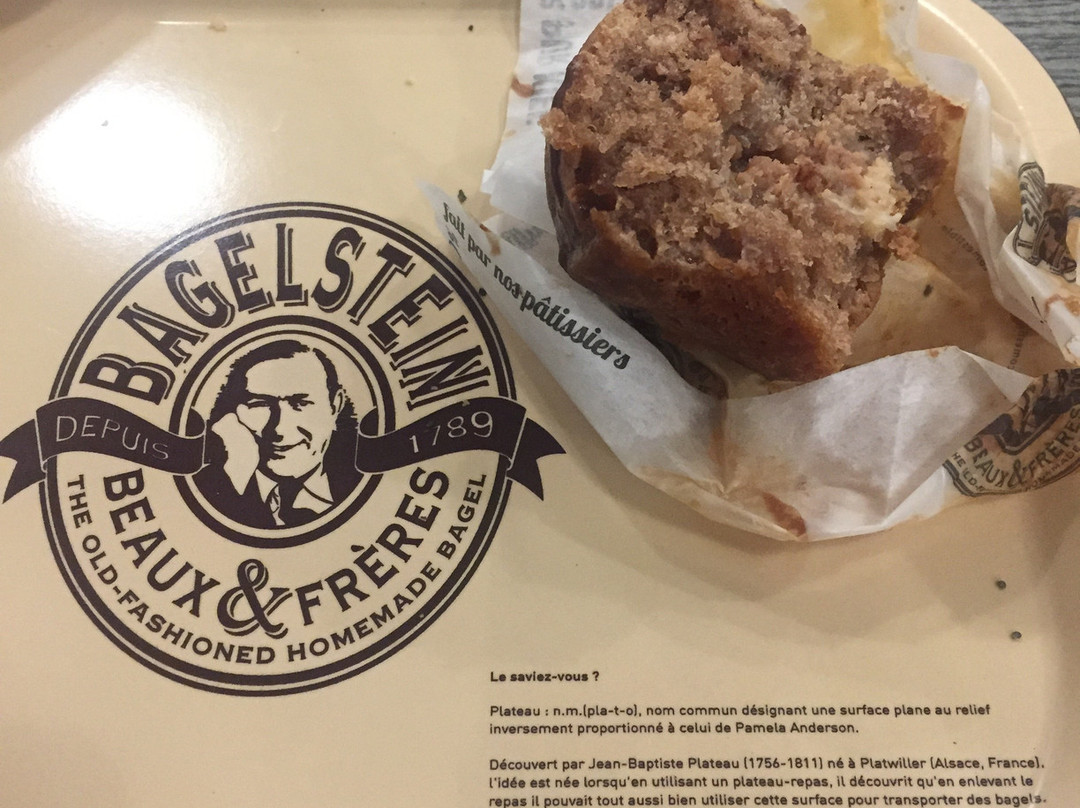 BAGELSTEIN
DEPUIS 1789
BEAUX & FRÈRES
THE OLD-FASHIONED HOMEMADE BAGEL
fait par nos pâtissiers
BEAUX & FRÈRES
Le saviez-vous ?
Plateau : n.m.(pla-t-o), nom commun désignant une surface plane au relief
inversement proportionné à celui de Pamela Anderson.
Découvert par Jean-Baptiste Plateau (1756-1811) né à Platwiller (Alsace, France),
l'idée est née lorsqu'en utilisant un plateau-repas, il découvrit qu'en enlevant le
repas il pouvait tout aussi bien utiliser cette surface pour transporter des bagels.